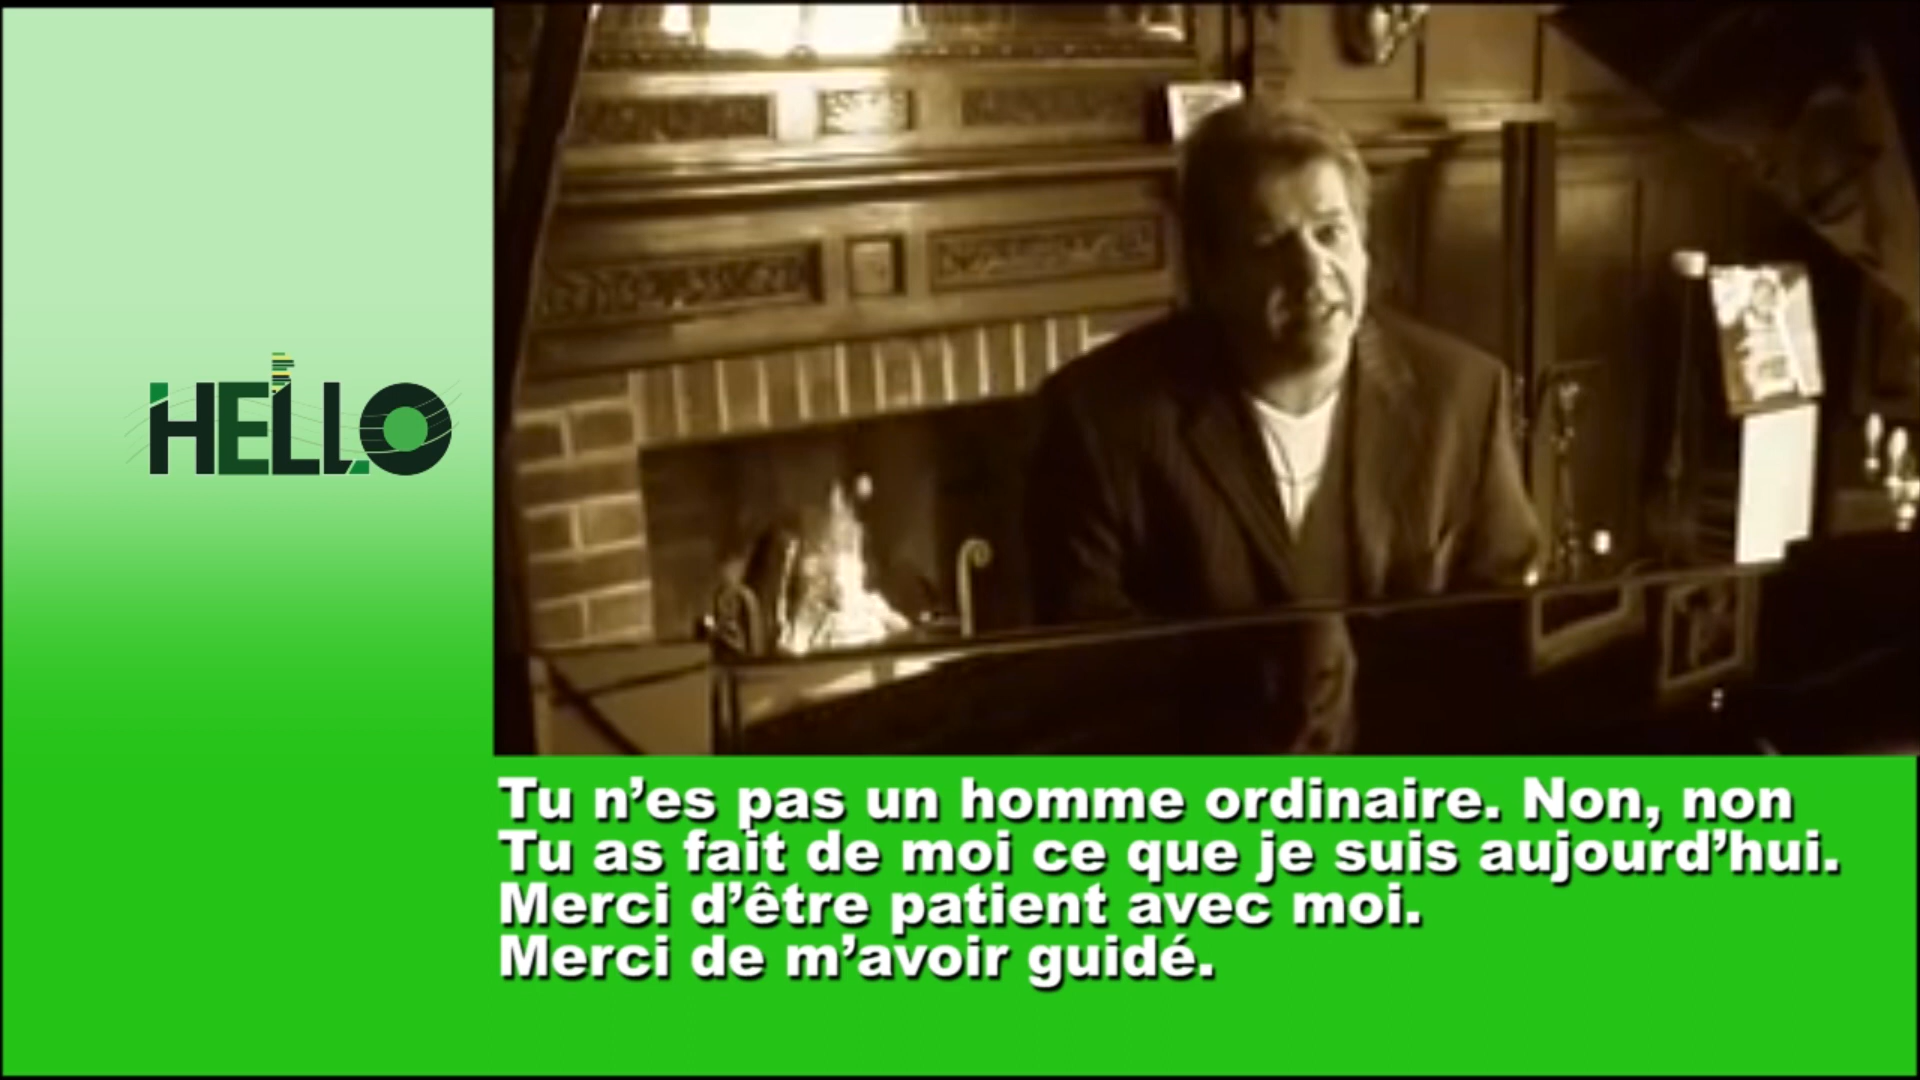 HELLO
Tu n’es pas un homme ordinaire. Non, non
Tu as fait de moi ce que je suis aujourd’hui.
Merci d’être patient avec moi.
Merci de m’avoir guidé.